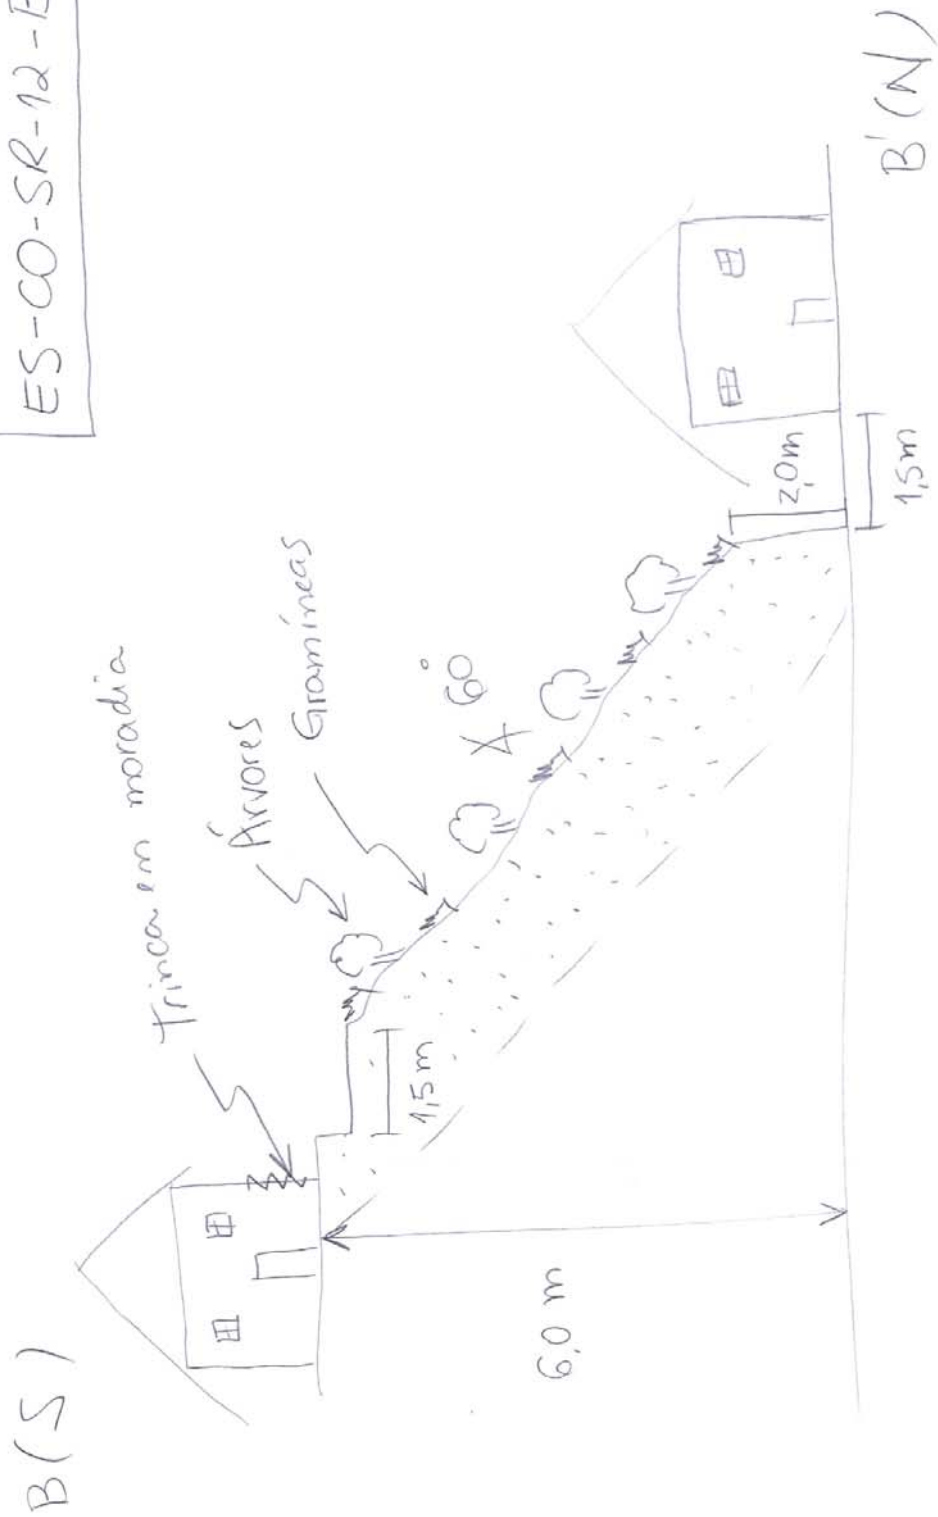 ES-CO-SR-12-
B(S)
Trinca em moradia
Árvores
Gramíneas
60°
1,5m
6,0 m
2,0m
1,5m
B'(N)